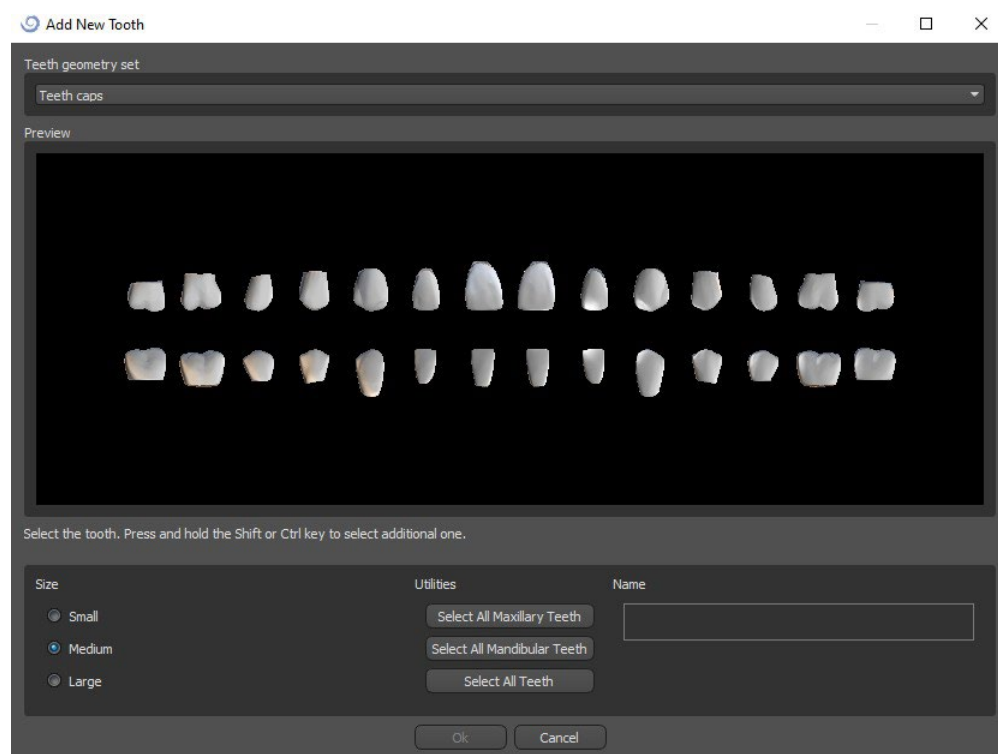 Add New Tooth
Teeth geometry set
Teeth caps
Preview
Select the tooth. Press and hold the Shift or Ctrl key to select additional one.
Size
Utilities
Name
Small
Select All Maxillary Teeth
Medium
Select All Mandibular Teeth
Large
Select All Teeth
Ok
Cancel